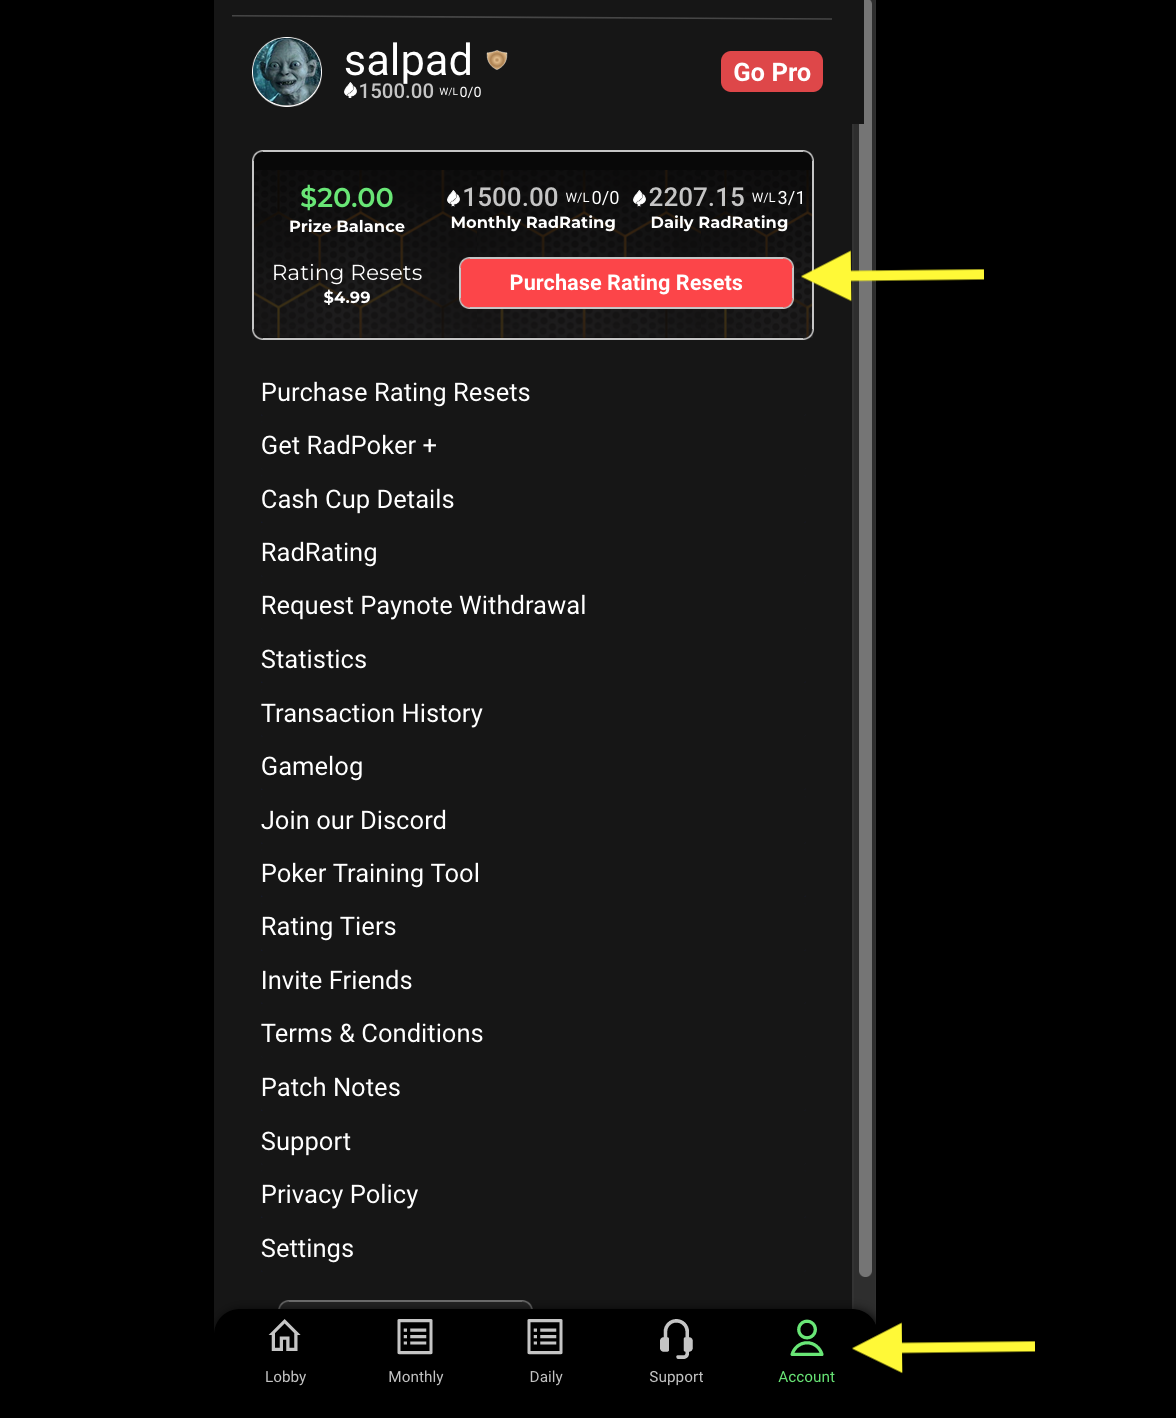 salpad
1500.00 W/L 0/0
Go Pro
$20.00
Prize Balance
1500.00 W/L 0/0
Monthly RadRating
2207.15 W/L 3/1
Daily RadRating
Rating Resets
$4.99
Purchase Rating Resets
Purchase Rating Resets
Get RadPoker +
Cash Cup Details
RadRating
Request Paynote Withdrawal
Statistics
Transaction History
Gamelog
Join our Discord
Poker Training Tool
Rating Tiers
Invite Friends
Terms & Conditions
Patch Notes
Support
Privacy Policy
Settings
Lobby
Monthly
Daily
Support
Account